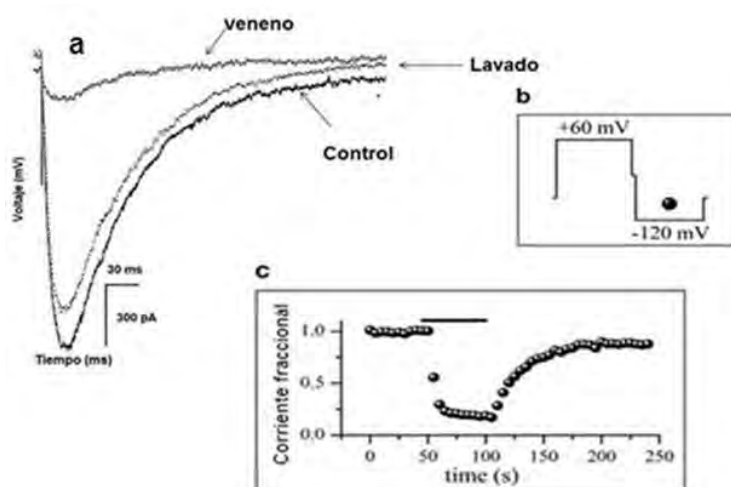 a
veneno
Lavado
Control
Voltaje (mV)
30 ms
300 pA
Tiempo (ms)
b
+60 mV
-120 mV
c
Corriente fraccional
1.0
0.5
0.0
0
50
100
150
200
250
time (s)